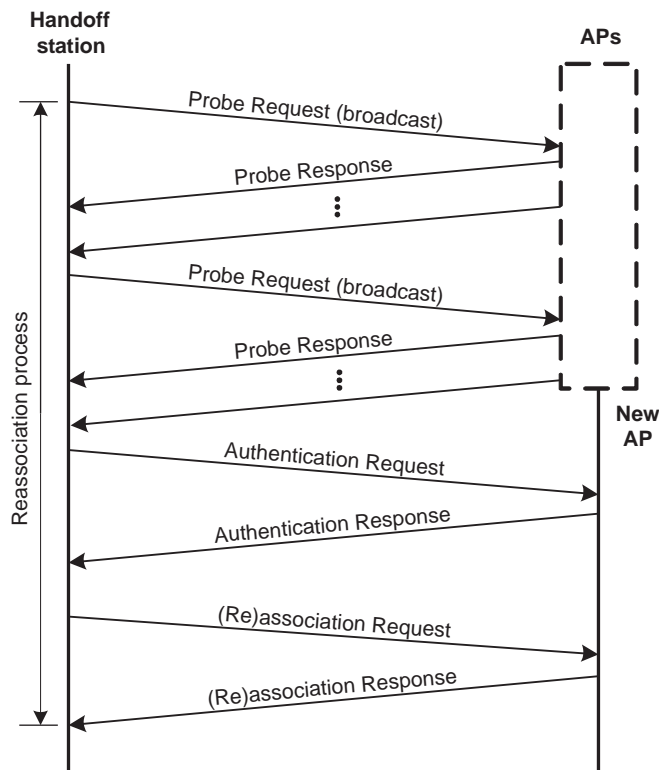 Handoff
station
APs
Probe Request (broadcast)
Probe Response
Probe Request (broadcast)
Probe Response
New
AP
Reassociation process
Authentication Request
Authentication Response
(Re)association Request
(Re)association Response